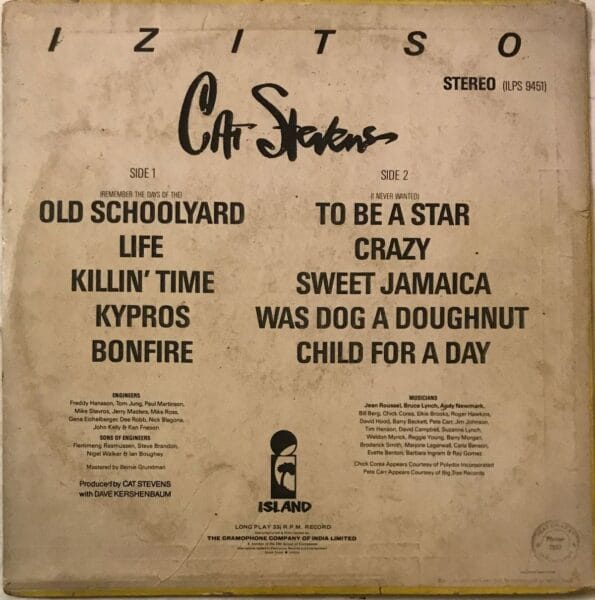 IZITSO
Cat Stevens
STEREO (ILPS 9451)
SIDE 1
(REMEMBER THE DAYS OF THE)
OLD SCHOOLYARD
LIFE
KILLIN' TIME
KYPROS
BONFIRE
SIDE 2
(I NEVER WANTED)
TO BE A STAR
CRAZY
SWEET JAMAICA
WAS DOG A DOUGHNUT
CHILD FOR A DAY
ENGINEERS
Freddy Hansson, Tom Jung, Paul Martinson,
Mike Stavros, Jerry Masters, Mike Ross,
Gene Eichelberger, Dee Robb, Nick Blagona,
John Kelly & Ken Friesen
SONS OF ENGINEERS
Flemming Rasmussen, Steve Brandon,
Nigel Walker & Ian Boughey
Mastered by Bernie Grundman
Produced by CAT STEVENS
with DAVE KERSHENBAUM
MUSICIANS
Jean Roussel, Bruce Lynch, Andy Newmark,
Bill Berg, Chick Corea, Elkie Brooks, Roger Hawkins,
David Hood, Barry Beckett, Pete Carr, Jim Johnson,
Tim Henson, David Campbell, Suzanne Lynch,
Weldon Myrick, Reggie Young, Barry Morgan,
Broderick Smith, Marjorie Lagerwall, Carla Benson,
Evette Benton, Barbara Ingram & Ray Gomez
Chick Corea Appears Courtesy of Polydor Incorporated
Pete Carr Appears Courtesy of Big Tree Records
ISLAND
LONG PLAY 33⅓ R.P.M. RECORD
THE GRAMOPHONE COMPANY OF INDIA LIMITED